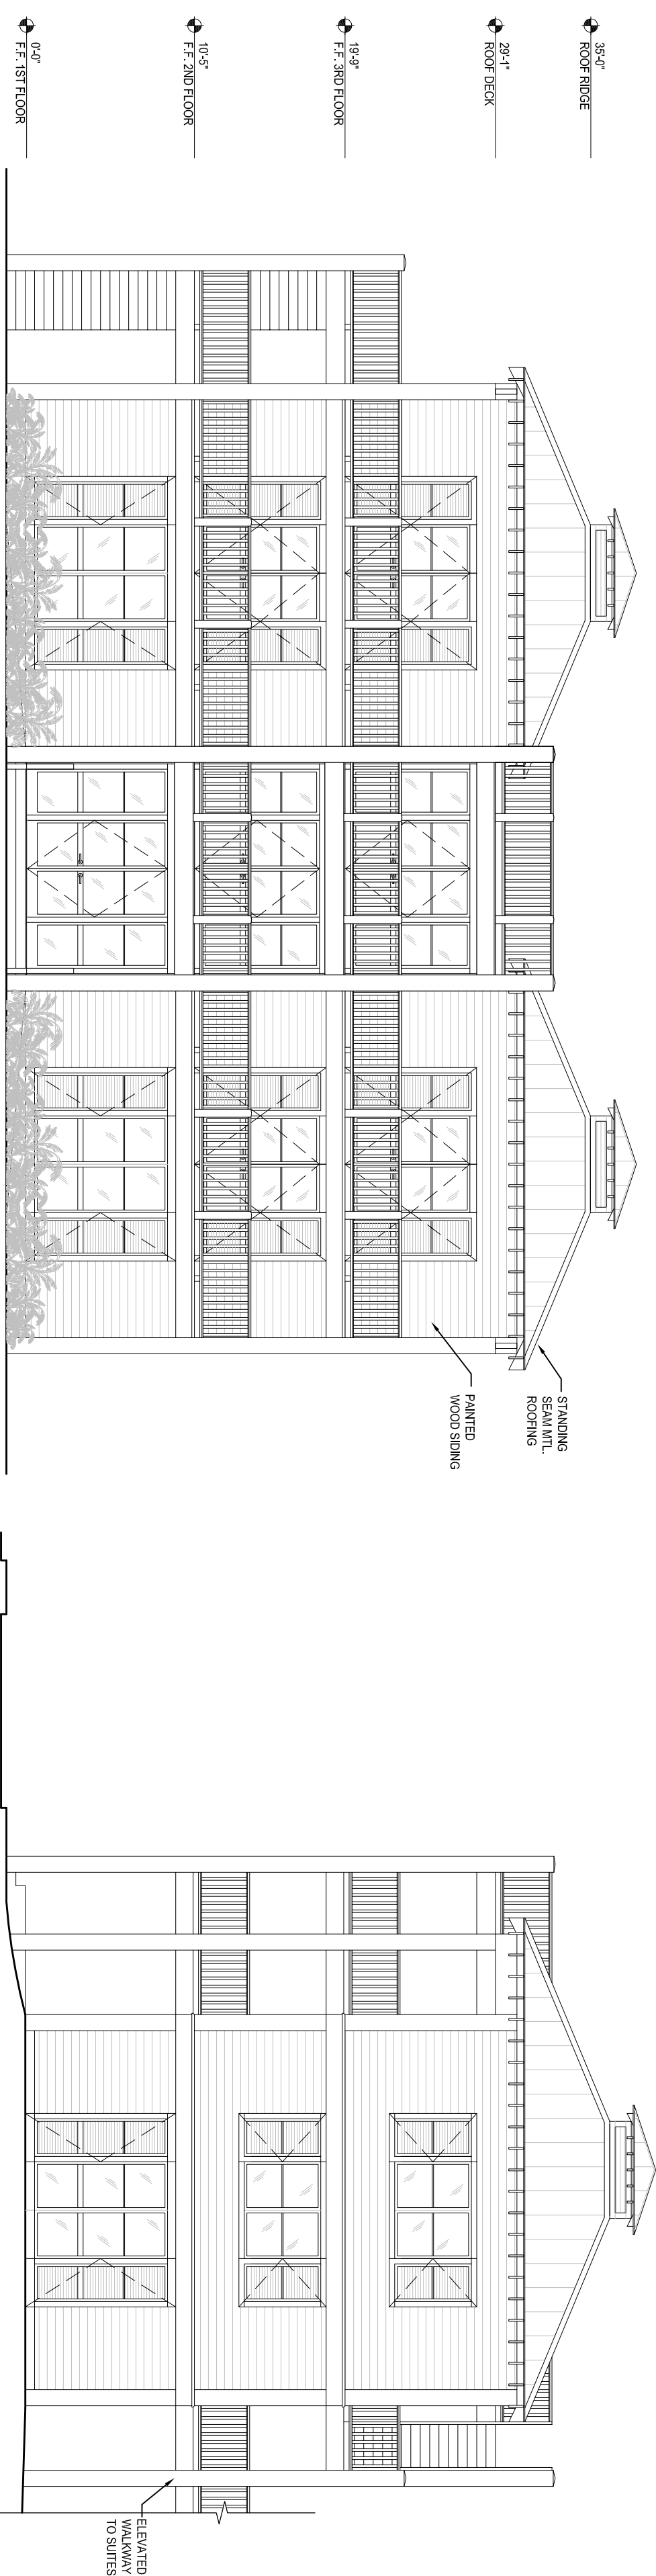 35'-0"
ROOF RIDGE
29'-1"
ROOF DECK
19'-9"
F.F. 3RD FLOOR
10'-5"
F.F. 2ND FLOOR
0'-0"
F.F. 1ST FLOOR
STANDING
SEAM MTL.
ROOFING
PAINTED
WOOD SIDING
ELEVATED
WALKWAY
TO SUITES